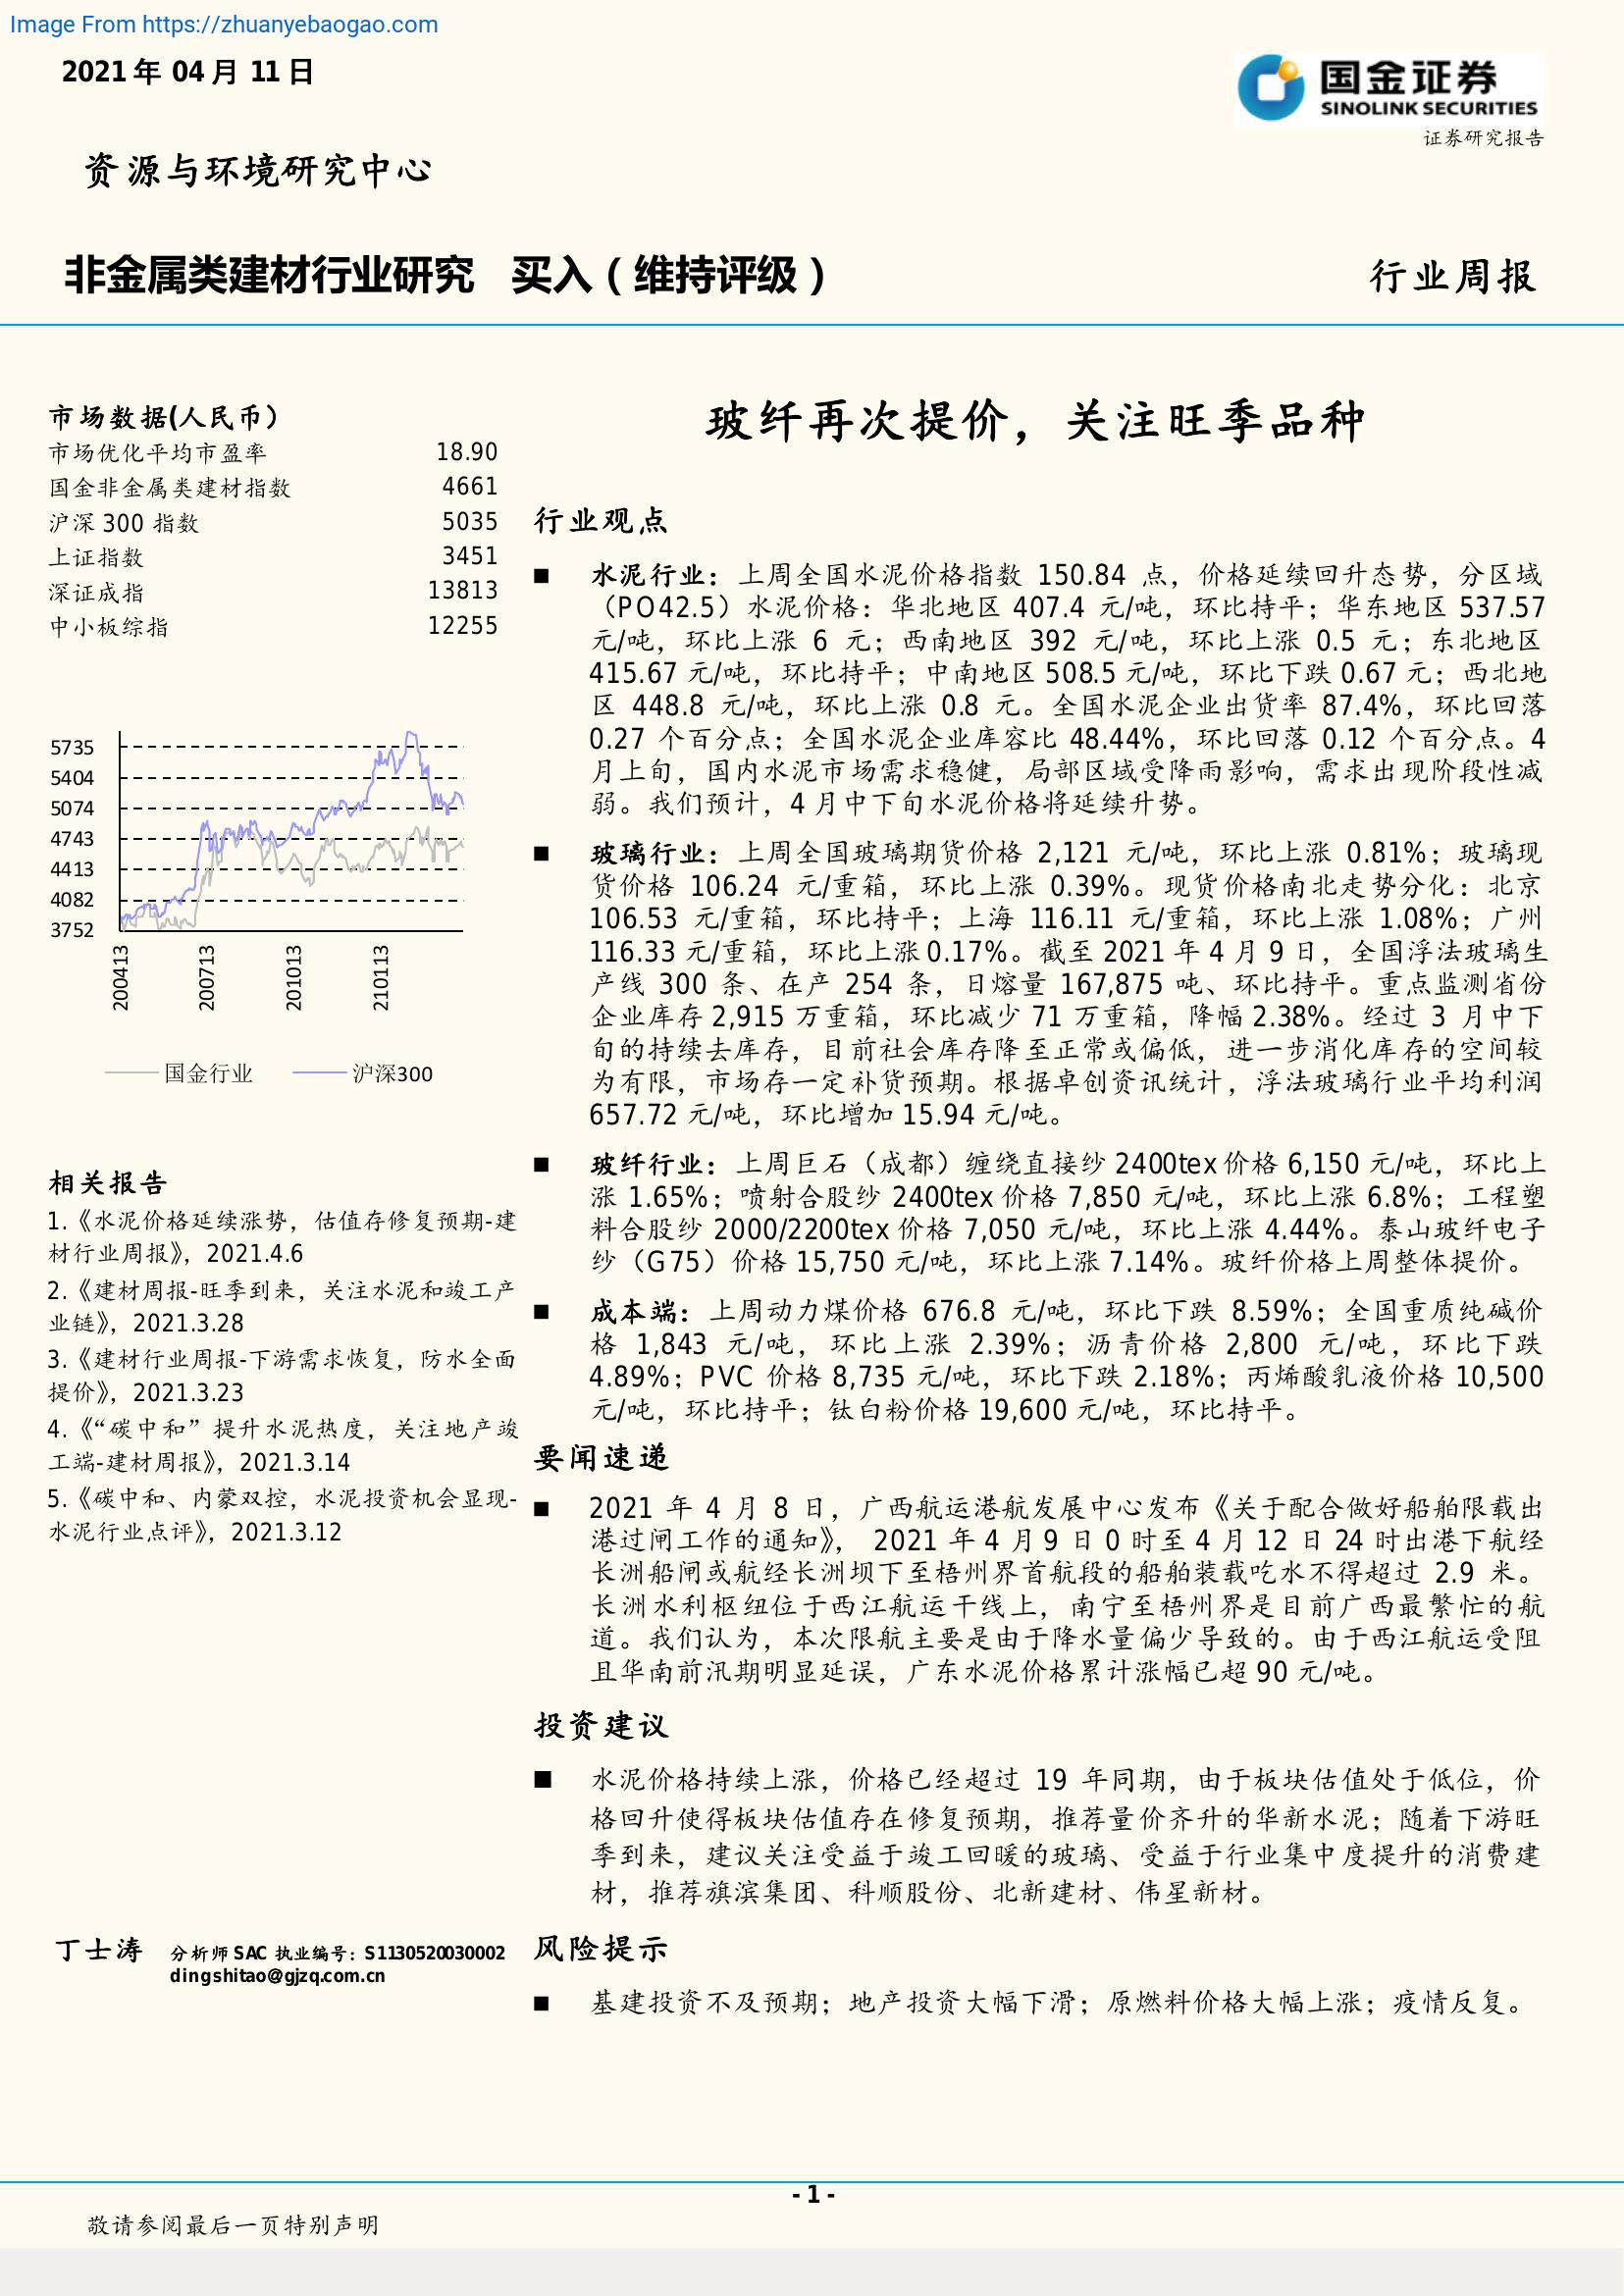 Image From https://zhuanyebaogao.com
2021 年 04 月 11 日
国金证券
SINOLINK SECURITIES
证券研究报告
资源与环境研究中心
非金属类建材行业研究 买入（维持评级）
行业周报
市场数据(人民币）
市场优化平均市盈率 18.90
国金非金属类建材指数 4661
沪深 300 指数 5035
上证指数 3451
深证成指 13813
中小板综指 12255
5735
5404
5074
4743
4413
4082
3752
200413
200713
201013
210113
国金行业 沪深300
相关报告
1.《水泥价格延续涨势，估值存修复预期-建
材行业周报》，2021.4.6
2.《建材周报-旺季到来，关注水泥和竣工产
业链》，2021.3.28
3.《建材行业周报-下游需求恢复，防水全面
提价》，2021.3.23
4.《“碳中和”提升水泥热度，关注地产竣
工端-建材周报》，2021.3.14
5.《碳中和、内蒙双控，水泥投资机会显现-
水泥行业点评》，2021.3.12
丁士涛 分析师 SAC 执业编号：S1130520030002
dingshitao@gjzq.com.cn
玻纤再次提价，关注旺季品种
行业观点
■ 水泥行业：上周全国水泥价格指数 150.84 点，价格延续回升态势，分区域
（PO42.5）水泥价格：华北地区 407.4 元/吨，环比持平；华东地区 537.57
元/吨，环比上涨 6 元；西南地区 392 元/吨，环比上涨 0.5 元；东北地区
415.67 元/吨，环比持平；中南地区 508.5 元/吨，环比下跌 0.67 元；西北地
区 448.8 元/吨，环比上涨 0.8 元。全国水泥企业出货率 87.4%，环比回落
0.27 个百分点；全国水泥企业库容比 48.44%，环比回落 0.12 个百分点。4
月上旬，国内水泥市场需求稳健，局部区域受降雨影响，需求出现阶段性减
弱。我们预计，4 月中下旬水泥价格将延续升势。
■ 玻璃行业：上周全国玻璃期货价格 2,121 元/吨，环比上涨 0.81%；玻璃现
货价格 106.24 元/重箱，环比上涨 0.39%。现货价格南北走势分化：北京
106.53 元/重箱，环比持平；上海 116.11 元/重箱，环比上涨 1.08%；广州
116.33 元/重箱，环比上涨 0.17%。截至 2021 年 4 月 9 日，全国浮法玻璃生
产线 300 条、在产 254 条，日熔量 167,875 吨、环比持平。重点监测省份
企业库存 2,915 万重箱，环比减少 71 万重箱，降幅 2.38%。经过 3 月中下
旬的持续去库存，目前社会库存降至正常或偏低，进一步消化库存的空间较
为有限，市场存一定补货预期。根据卓创资讯统计，浮法玻璃行业平均利润
657.72 元/吨，环比增加 15.94 元/吨。
■ 玻纤行业：上周巨石（成都）缠绕直接纱 2400tex 价格 6,150 元/吨，环比上
涨 1.65%；喷射合股纱 2400tex 价格 7,850 元/吨，环比上涨 6.8%；工程塑
料合股纱 2000/2200tex 价格 7,050 元/吨，环比上涨 4.44%。泰山玻纤电子
纱（G75）价格 15,750 元/吨，环比上涨 7.14%。玻纤价格上周整体提价。
■ 成本端：上周动力煤价格 676.8 元/吨，环比下跌 8.59%；全国重质纯碱价
格 1,843 元/吨，环比上涨 2.39%；沥青价格 2,800 元/吨，环比下跌
4.89%；PVC 价格 8,735 元/吨，环比下跌 2.18%；丙烯酸乳液价格 10,500
元/吨，环比持平；钛白粉价格 19,600 元/吨，环比持平。
要闻速递
■ 2021 年 4 月 8 日，广西航运港航发展中心发布《关于配合做好船舶限载出
港过闸工作的通知》， 2021 年 4 月 9 日 0 时至 4 月 12 日 24 时出港下航经
长洲船闸或航经长洲坝下至梧州界首航段的船舶装载吃水不得超过 2.9 米。
长洲水利枢纽位于西江航运干线上，南宁至梧州界是目前广西最繁忙的航
道。我们认为，本次限航主要是由于降水量偏少导致的。由于西江航运受阻
且华南前汛期明显延误，广东水泥价格累计涨幅已超 90 元/吨。
投资建议
■ 水泥价格持续上涨，价格已经超过 19 年同期，由于板块估值处于低位，价
格回升使得板块估值存在修复预期，推荐量价齐升的华新水泥；随着下游旺
季到来，建议关注受益于竣工回暖的玻璃、受益于行业集中度提升的消费建
材，推荐旗滨集团、科顺股份、北新建材、伟星新材。
风险提示
■ 基建投资不及预期；地产投资大幅下滑；原燃料价格大幅上涨；疫情反复。
- 1 -
敬请参阅最后一页特别声明